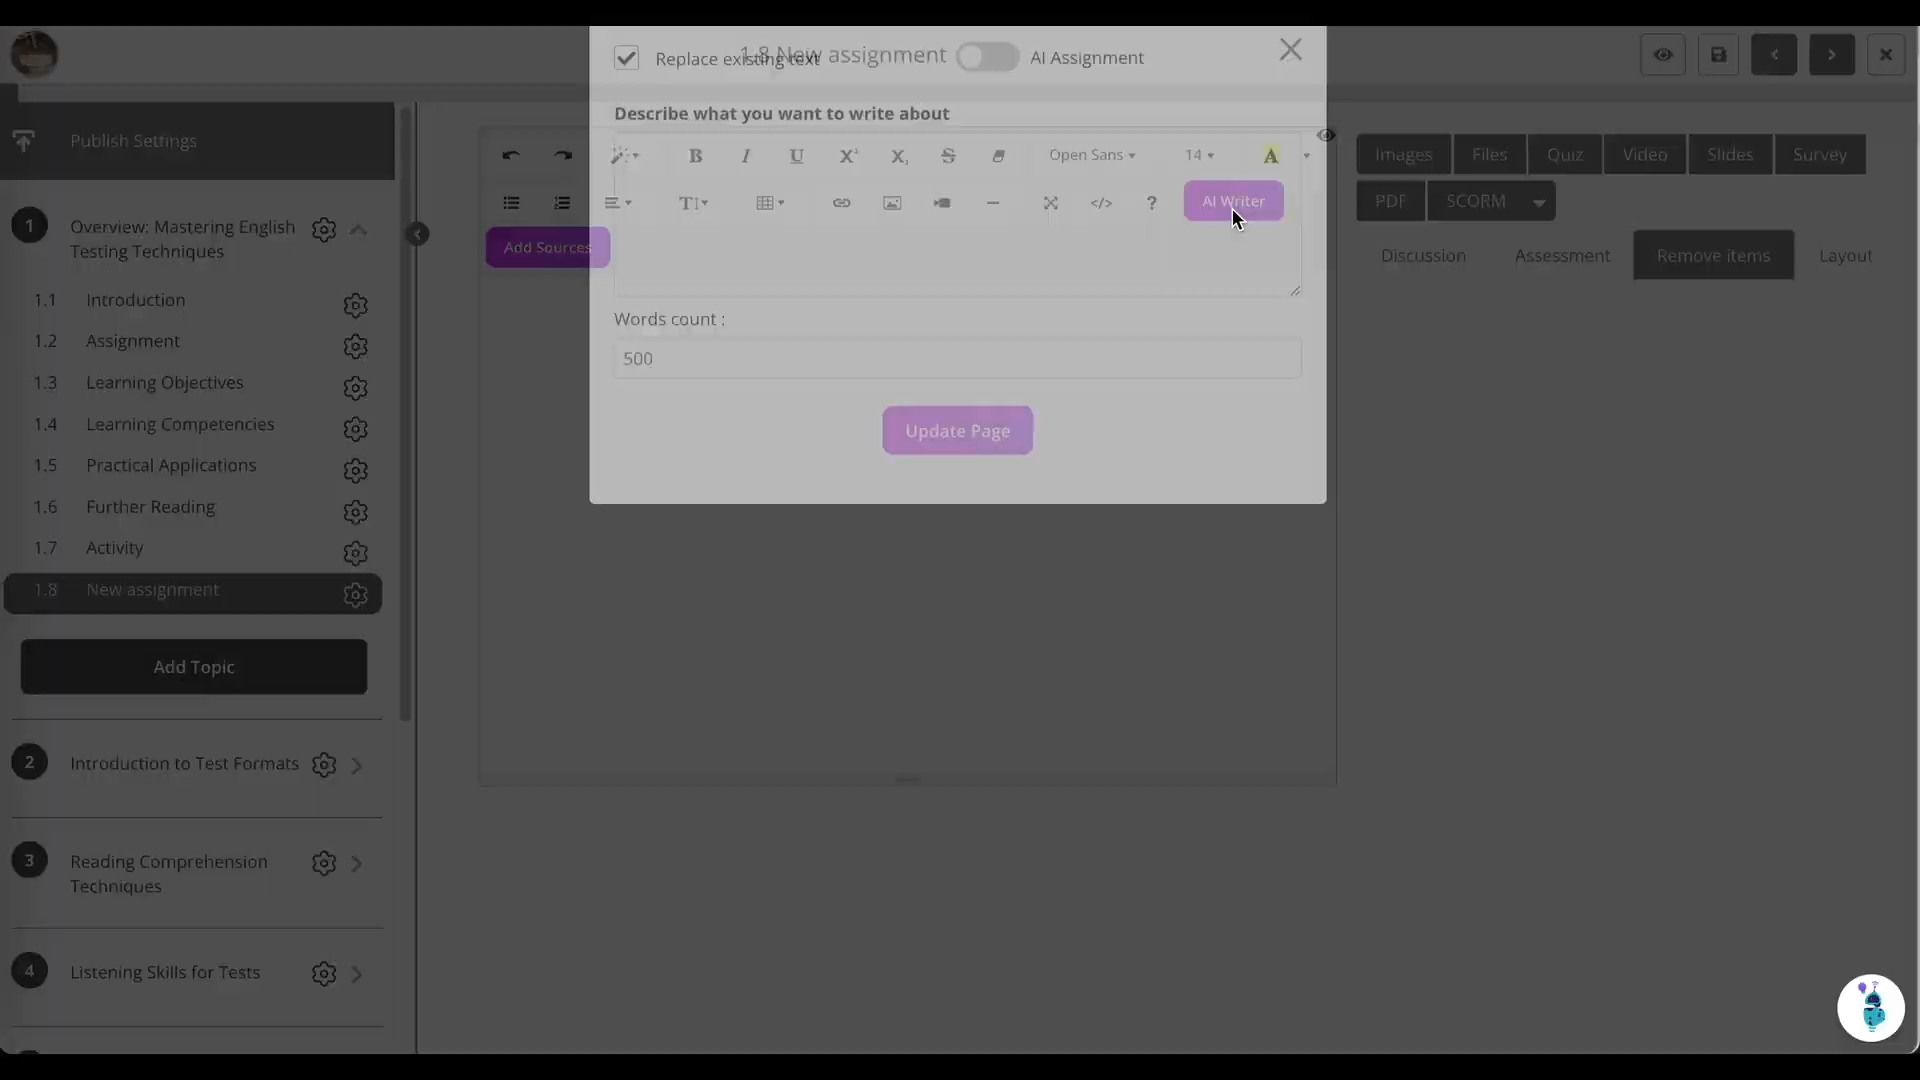 1.8 New assignment
AI Assignment
Replace existing text
Publish Settings
Describe what you want to write about
Open Sans
14
A
Images
Files
Quiz
Video
Slides
Survey
PDF
SCORM
AI Writer
Add Sources
Discussion
Assessment
Remove items
Layout
Words count :
500
Update Page
1
Overview: Mastering English
Testing Techniques
1.1 Introduction
1.2 Assignment
1.3 Learning Objectives
1.4 Learning Competencies
1.5 Practical Applications
1.6 Further Reading
1.7 Activity
1.8 New assignment
Add Topic
2 Introduction to Test Formats
3 Reading Comprehension
Techniques
4 Listening Skills for Tests